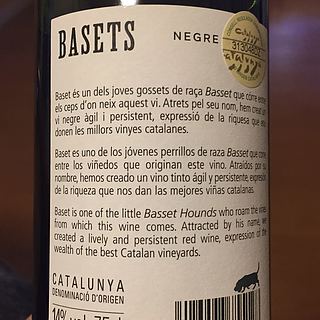 BASETS
NEGRE
Baset és un dels joves gossets de raça Basset que corre
els ceps d'on neix aquest vi. Atrets pel seu nom, hem
vi negre àgil i persistent, expressió de la riquesa que
donen les millors vinyes catalanes.
Baset es uno de los jóvenes perrillos de raza Basset que
entre los viñedos que originan este vino. Atraídos por
nombre, hemos creado un vino tinto ágil y persistente,
de la riqueza que nos dan las mejores viñas catalanas.
Baset is one of the little Basset Hounds who roam the vines
from which this wine comes. Attracted by his name,
created a lively and persistent red wine, expression of the
wealth of the best Catalan vineyards.
CATALUNYA
DENOMINACIÓ D'ORIGEN
14% vol.